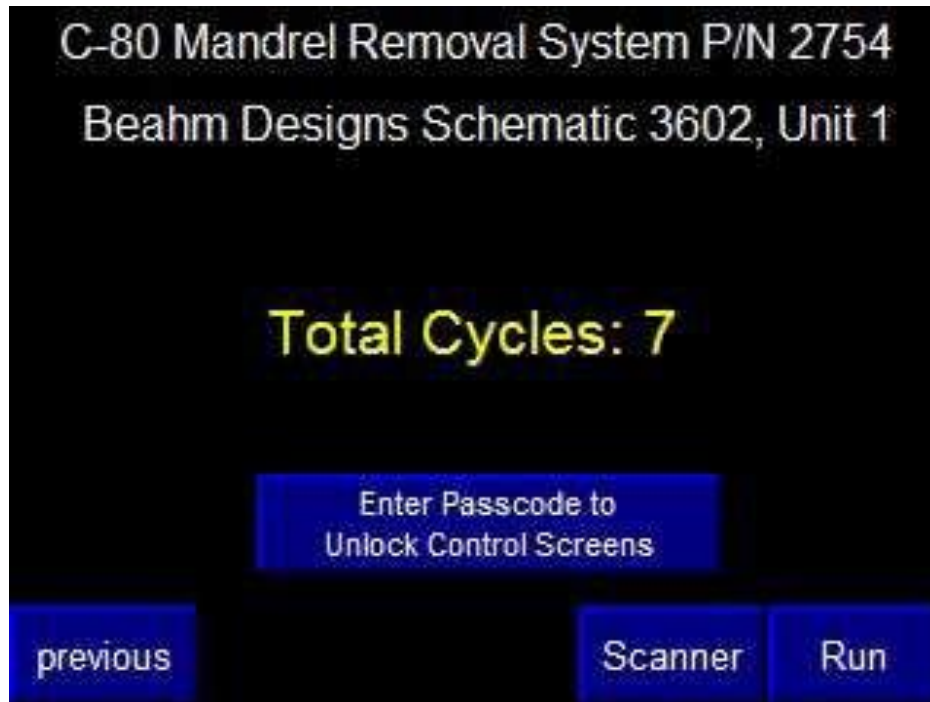 C-80 Mandrel Removal System P/N 2754
Beahm Designs Schematic 3602, Unit 1
Total Cycles: 7
Enter Passcode to
Unlock Control Screens
previous
Scanner
Run